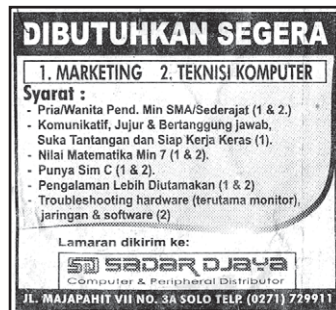 DIBUTUHKAN SEGERA
1. MARKETING 2. TEKNISI KOMPUTER
Syarat :
- Pria/Wanita Pend. Min SMA/Sederajat (1 & 2.)
- Komunikatif, Jujur & Bertanggung jawab,
Suka Tantangan dan Siap Kerja Keras (1).
- Nilai Matematika Min 7 (1 & 2).
- Punya Sim C (1 & 2).
- Pengalaman Lebih Diutamakan (1 & 2)
- Troubleshooting hardware (terutama monitor),
jaringan & software (2)
Lamaran dikirim ke:
SD SADAR DJAYA
Computer & Peripheral Distributor
JL. MAJAPAHIT VII NO. 3A SOLO TELP. (0271) 729911